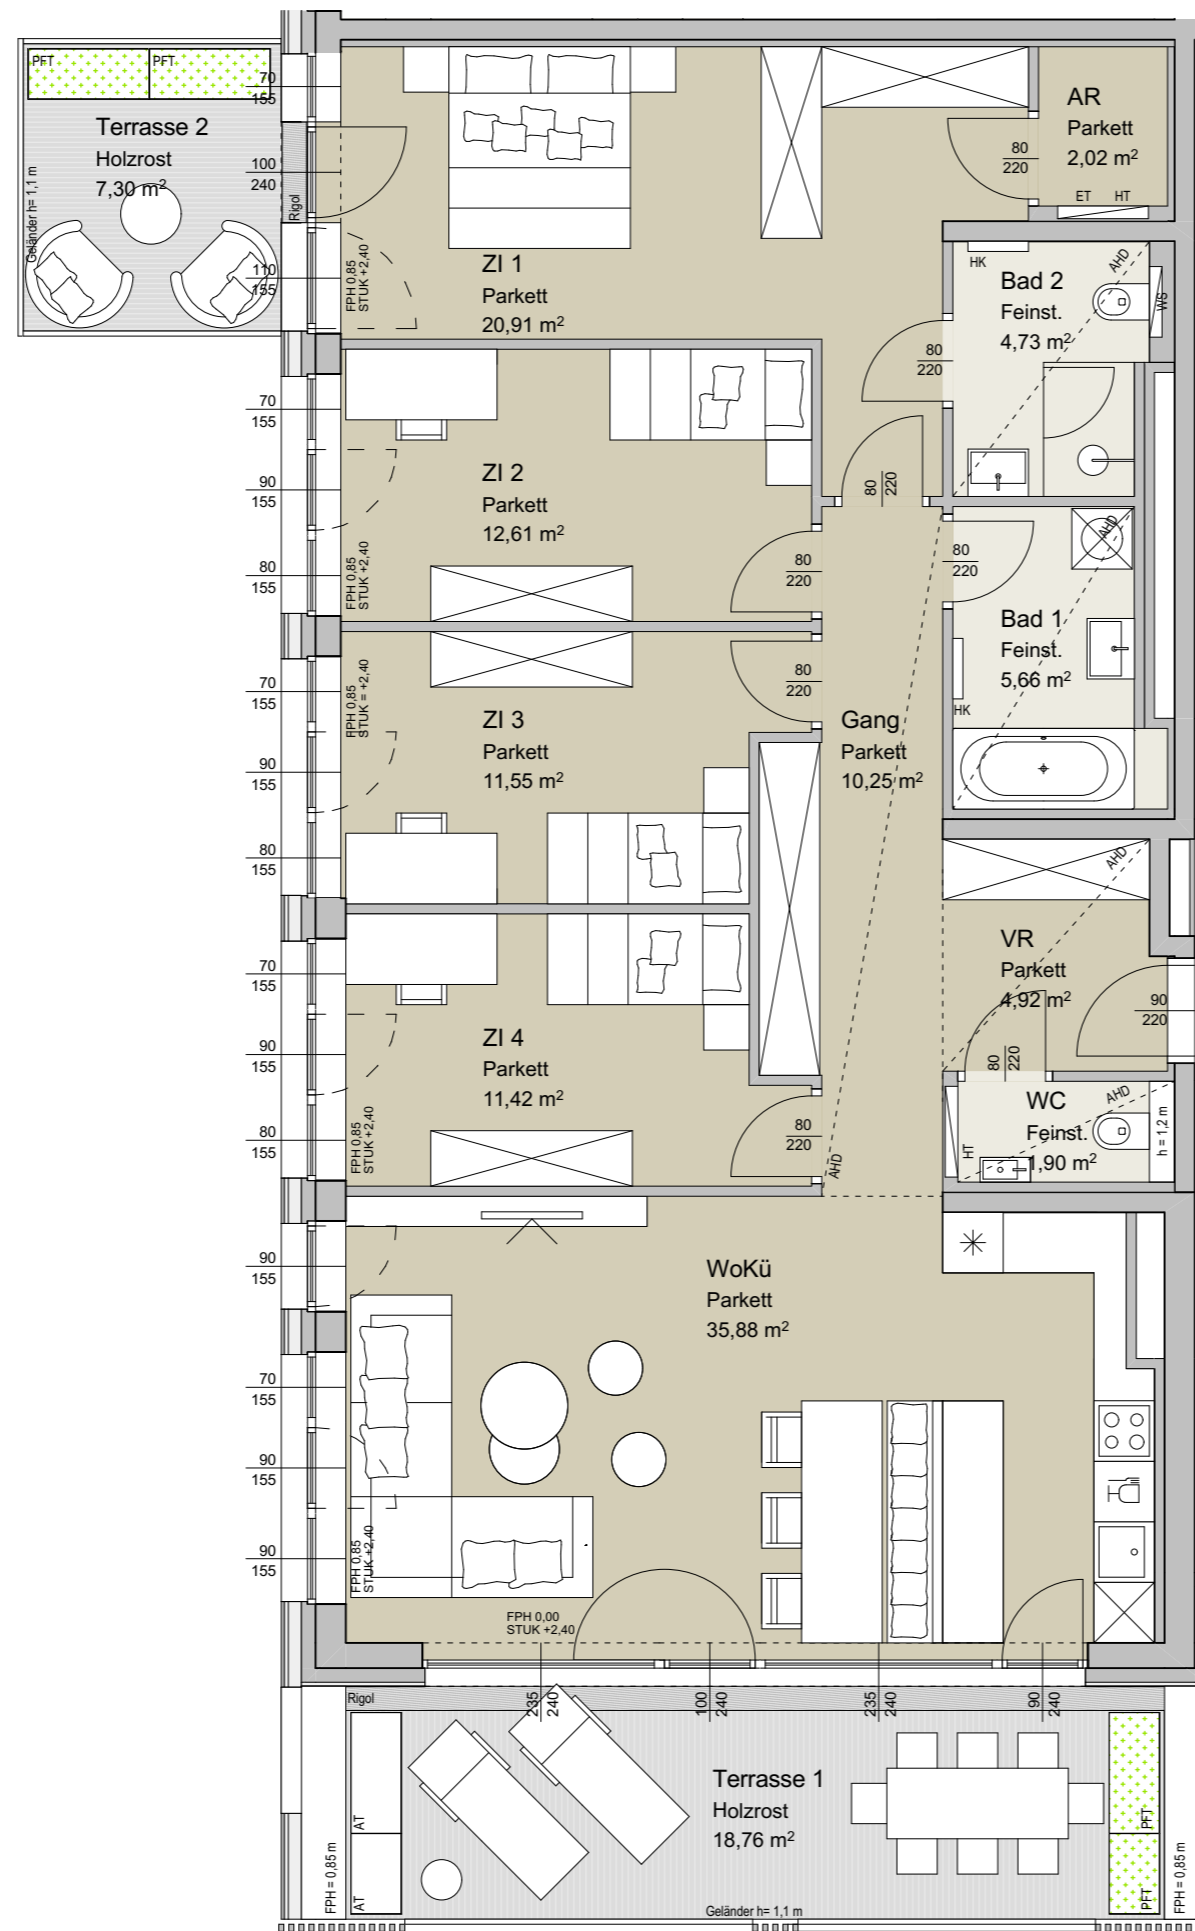 PFT
PFT
70
155
Terrasse 2
Holzrost
7,30 m²
Geländer h= 1,1 m
100
240
Rigol
110
155
FPH 0,85
STUK +2,40
ZI 1
Parkett
20,91 m²
AR
Parkett
2,02 m²
80
220
ET
HT
HK
Bad 2
Feinst.
4,73 m²
AHD
WS
80
220
80
220
70
155
90
155
80
155
FPH 0,85
STUK +2,40
ZI 2
Parkett
12,61 m²
80
220
80
220
AHD
Bad 1
Feinst.
5,66 m²
HK
70
155
90
155
80
155
FPH 0,85
STUK = +2,40
ZI 3
Parkett
11,55 m²
80
220
Gang
Parkett
10,25 m²
AHD
VR
Parkett
4,92 m²
90
220
80
220
70
155
90
155
80
155
FPH 0,85
STUK +2,40
ZI 4
Parkett
11,42 m²
80
220
AHD
WC
Feinst.
1,90 m²
AHD
HT
h = 1,2 m
90
155
70
155
90
155
90
155
WoKü
Parkett
35,88 m²
FPH 0,85
STUK +2,40
FPH 0,00
STUK +2,40
Rigol
235
240
100
240
235
240
90
240
Terrasse 1
Holzrost
18,76 m²
AT
AT
PFT
PFT
FPH = 0,85 m
FPH = 0,85 m
Geländer h= 1,1 m